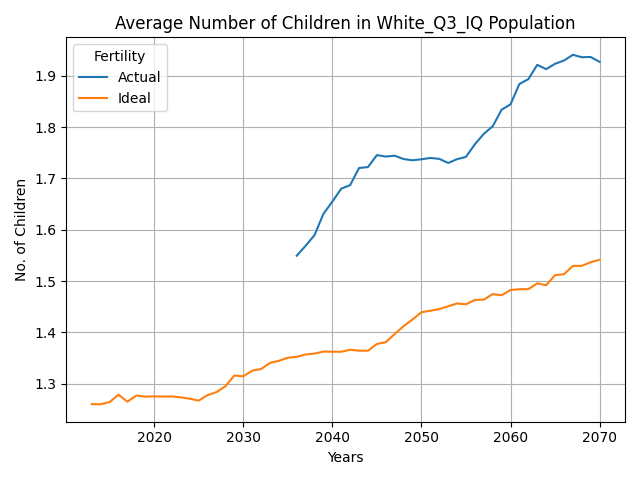 Average Number of Children in White_Q3_IQ Population
Fertility
Actual
Ideal
No. of Children
1.9
1.8
1.7
1.6
1.5
1.4
1.3
2020 2030 2040 2050 2060 2070
Years